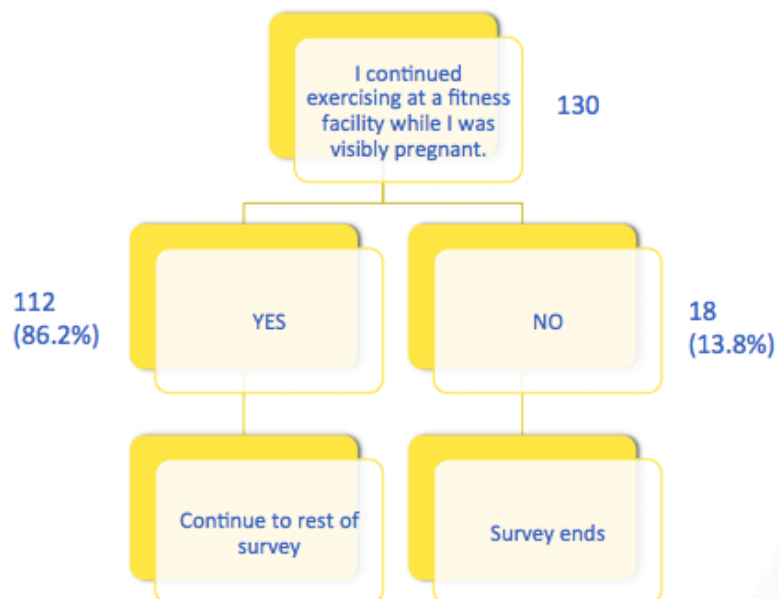 I continued
exercising at a fitness
facility while I was
visibly pregnant.
130
112
(86.2%)
YES
NO
18
(13.8%)
Continue to rest of
survey
Survey ends